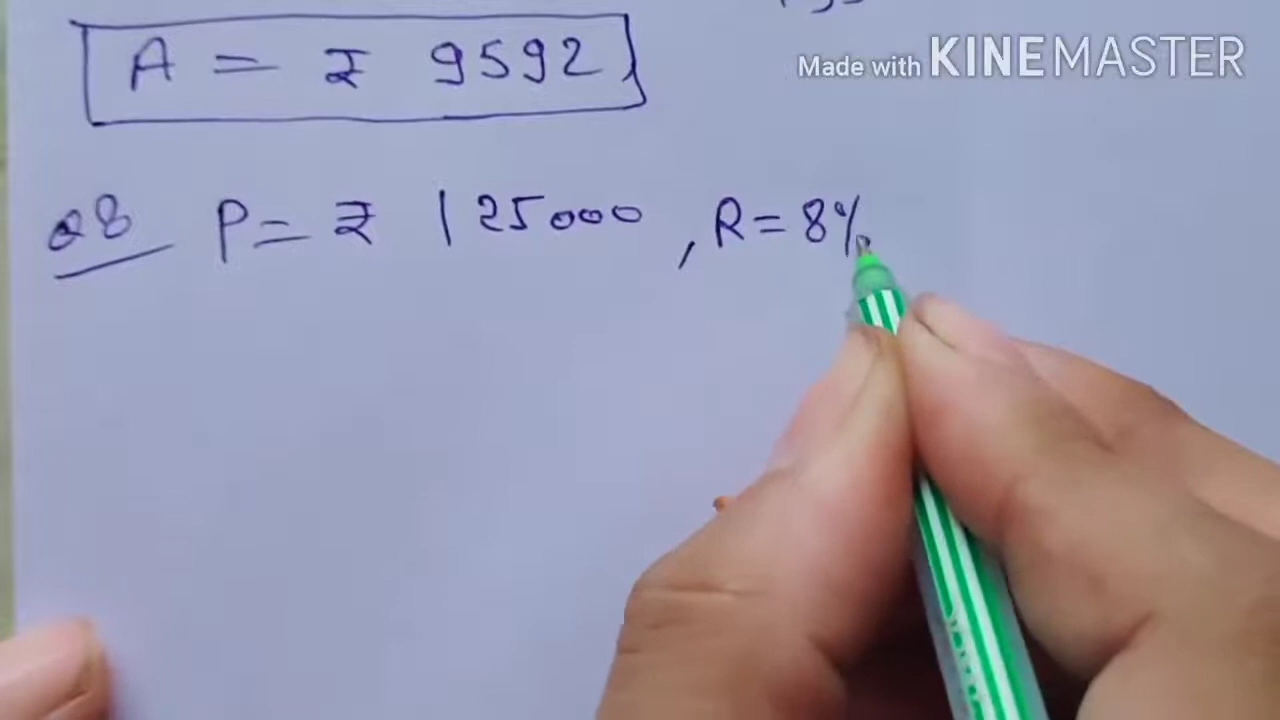 Made with KINEMASTER
A = ₹ 9592
Q8 P = ₹ 125000, R = 8%